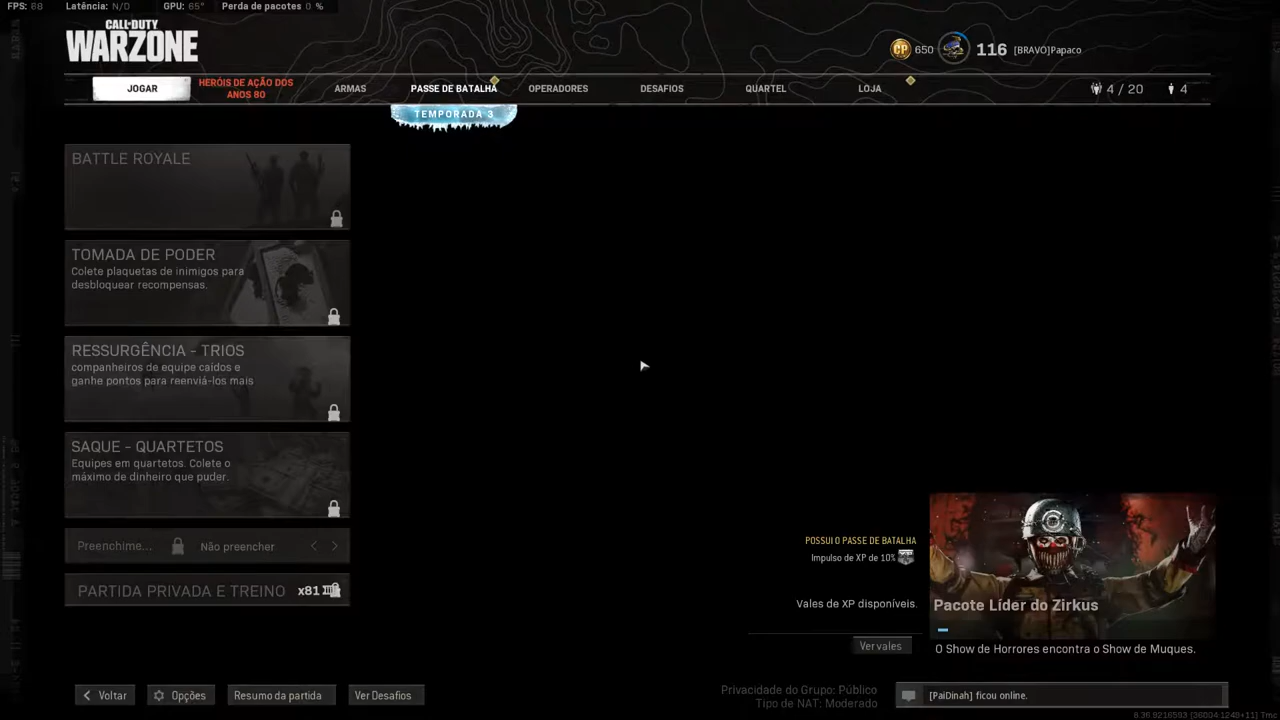 FPS: 68
Latência: N/D
GPU: 65°
Perda de pacotes 0 %
CALL·DUTY
WARZONE
CP 650
116
[BRAVO]Papaco
JOGAR
HERÓIS DE AÇÃO DOS
ANOS 80
ARMAS
PASSE DE BATALHA
OPERADORES
DESAFIOS
QUARTEL
LOJA
4 / 20
4
TEMPORADA 3
BATTLE ROYALE
TOMADA DE PODER
Colete plaquetas de inimigos para
desbloquear recompensas.
RESSURGÊNCIA - TRIOS
companheiros de equipe caídos e
ganhe pontos para reenviá-los mais
SAQUE - QUARTETOS
Equipes em quartetos. Colete o
máximo de dinheiro que puder.
Preenchime...
Não preencher
PARTIDA PRIVADA E TREINO
x81
POSSUI O PASSE DE BATALHA
Impulso de XP de 10%
Vales de XP disponíveis.
Ver vales
Pacote Líder do Zirkus
O Show de Horrores encontra o Show de Muques.
Voltar
Opções
Resumo da partida
Ver Desafios
Privacidade do Grupo: Público
Tipo de NAT: Moderado
[PaiDinah] ficou online.